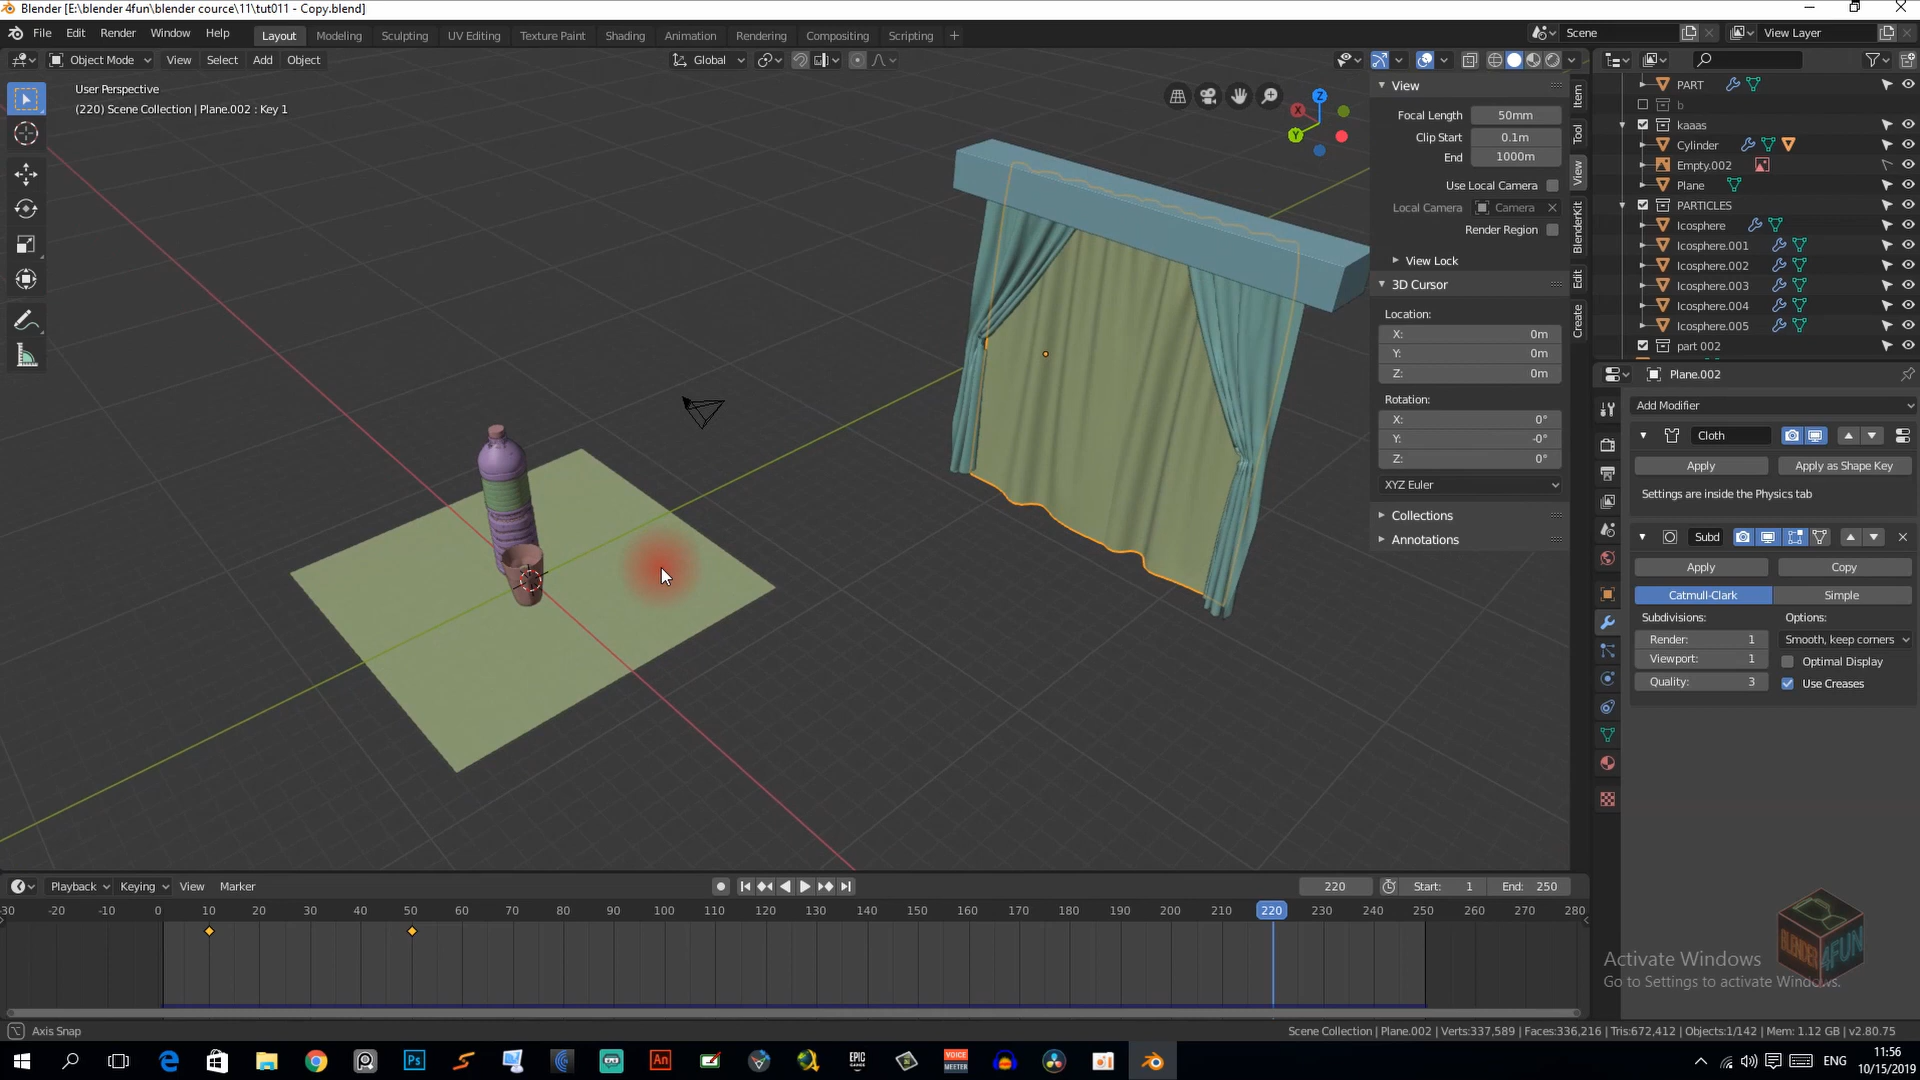 Blender [E:\blender 4fun\blender cource\11\tut011 - Copy.blend]
File Edit Render Window Help
Layout Modeling Sculpting UV Editing Texture Paint Shading Animation Rendering Compositing Scripting +
Scene
View Layer
Object Mode View Select Add Object
Global
User Perspective
(220) Scene Collection | Plane.002 : Key 1
Z
X
Y
View
Focal Length 50mm
Clip Start 0.1m
End 1000m
Use Local Camera
Local Camera Camera
Render Region
View Lock
3D Cursor
Location:
X: 0m
Y: 0m
Z: 0m
Rotation:
X: 0°
Y: -0°
Z: 0°
XYZ Euler
Collections
Annotations
Item
Tool
View
BlenderKit
Edit
Create
PART
b
kaaas
Cylinder
Empty.002
Plane
PARTICLES
Icosphere
Icosphere.001
Icosphere.002
Icosphere.003
Icosphere.004
Icosphere.005
part 002
Plane.002
Add Modifier
Cloth
Apply Apply as Shape Key
Settings are inside the Physics tab
Subd
Apply Copy
Catmull-Clark Simple
Subdivisions: Options:
Render: 1 Smooth, keep corners
Viewport: 1 Optimal Display
Quality: 3 Use Creases
Playback Keying View Marker
220 Start: 1 End: 250
-30 -20 -10 0 10 20 30 40 50 60 70 80 90 100 110 120 130 140 150 160 170 180 190 200 210 220 230 240 250 260 270 280
BLENDER 4FUN
Activate Windows
Go to Settings to activate Windows.
Axis Snap
Scene Collection | Plane.002 | Verts:337,589 | Faces:336,216 | Tris:672,412 | Objects:1/142 | Mem: 1.12 GB | v2.80.75
Ps
An
EPIC GAMES
VOICE MEETER
ENG
11:56
10/15/2019